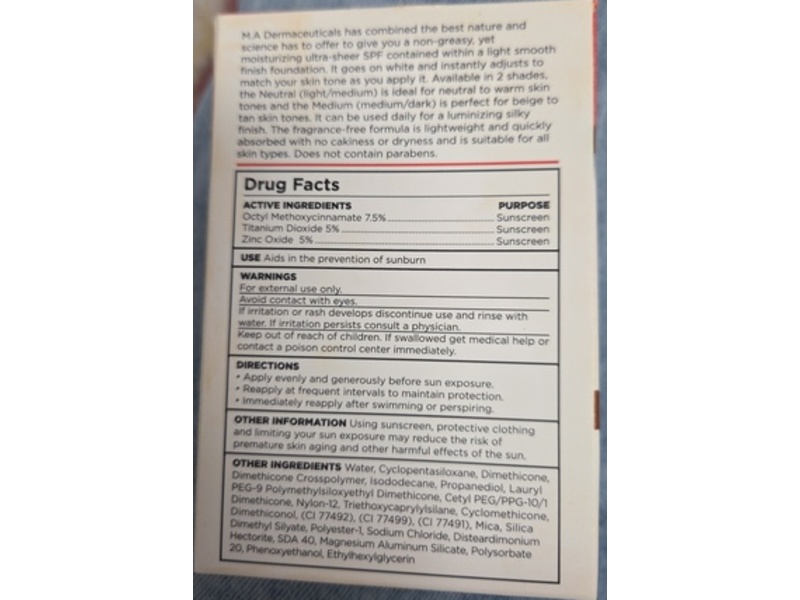 M.A Dermaceuticals has combined the best nature and
science has to offer to give you a non-greasy, yet
moisturizing ultra-sheer SPF contained within a light smooth
finish foundation. It goes on white and instantly adjusts to
match your skin tone as you apply it. Available in 2 shades,
the Neutral (light/medium) is ideal for neutral to warm skin
tones and the Medium (medium/dark) is perfect for beige to
tan skin tones. It can be used daily for a luminizing silky
finish. The fragrance-free formula is lightweight and quickly
absorbed with no cakiness or dryness and is suitable for all
skin types. Does not contain parabens.
Drug Facts
ACTIVE INGREDIENTS PURPOSE
Octyl Methoxycinnamate 7.5% Sunscreen
Titanium Dioxide 5% Sunscreen
Zinc Oxide 5% Sunscreen
USE Aids in the prevention of sunburn
WARNINGS
For external use only.
Avoid contact with eyes.
If irritation or rash develops discontinue use and rinse with
water. If irritation persists consult a physician.
Keep out of reach of children. If swallowed get medical help or
contact a poison control center immediately.
DIRECTIONS
• Apply evenly and generously before sun exposure.
• Reapply at frequent intervals to maintain protection.
• Immediately reapply after swimming or perspiring.
OTHER INFORMATION Using sunscreen, protective clothing
and limiting your sun exposure may reduce the risk of
premature skin aging and other harmful effects of the sun.
OTHER INGREDIENTS Water, Cyclopentasiloxane, Dimethicone,
Dimethicone Crosspolymer, Isododecane, Propanediol, Lauryl
PEG-9 Polymethylsiloxyethyl Dimethicone, Cetyl PEG/PPG-10/1
Dimethicone, Nylon-12, Triethoxycaprylylsilane, Cyclomethicone,
Dimethiconol, (CI 77492), (CI 77499), (CI 77491), Mica, Silica
Dimethyl Silyate, Polyester-1, Sodium Chloride, Disteardimonium
Hectorite, SDA 40, Magnesium Aluminum Silicate, Polysorbate
20, Phenoxyethanol, Ethylhexylglycerin